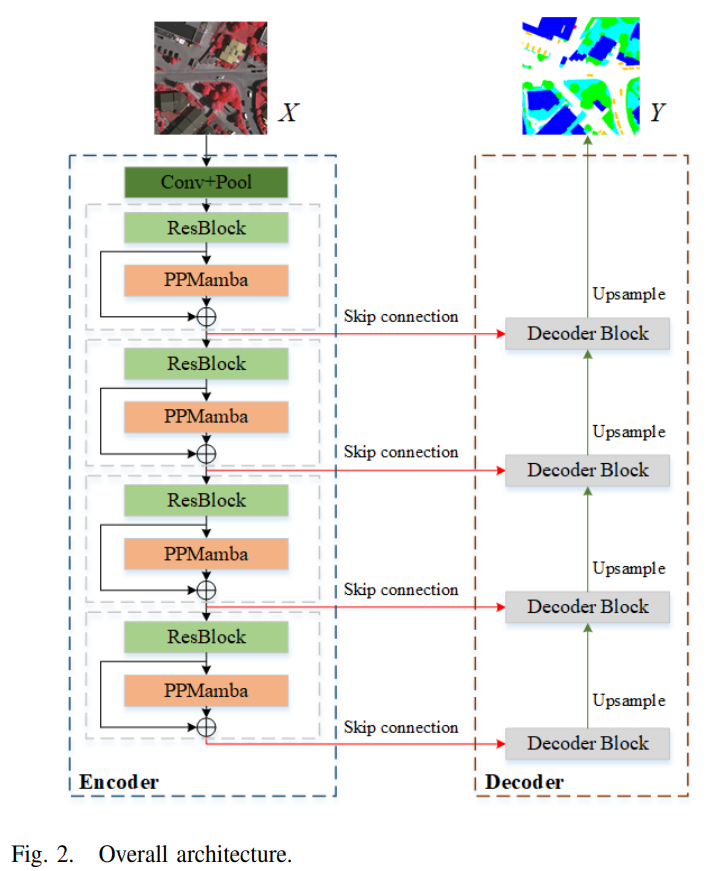 X
Y
Conv+Pool
ResBlock
PPMamba
Skip connection
Upsample
Decoder Block
ResBlock
PPMamba
Skip connection
Upsample
Decoder Block
ResBlock
PPMamba
Skip connection
Upsample
Decoder Block
ResBlock
PPMamba
Skip connection
Upsample
Decoder Block
Encoder
Decoder
Fig. 2. Overall architecture.